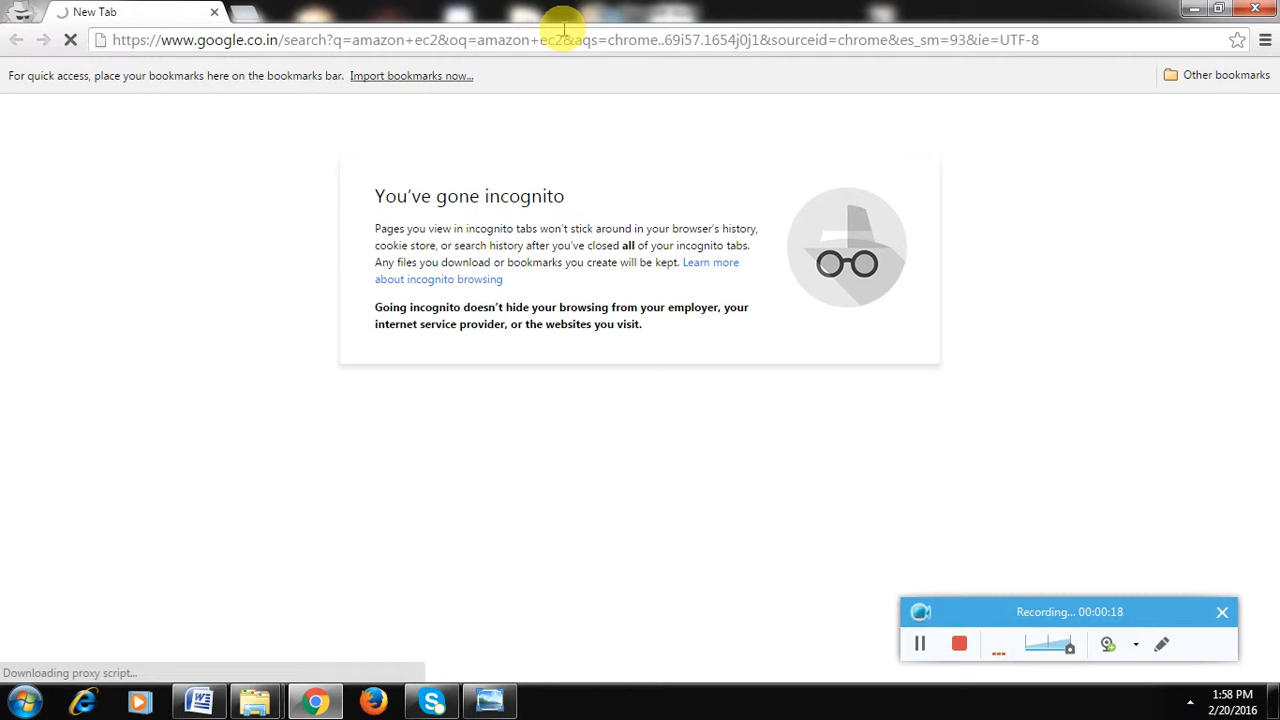 New Tab
https://www.google.co.in/search?q=amazon+ec2&oq=amazon+ec2&aqs=chrome..69i57.1654j0j1&sourceid=chrome&es_sm=93&ie=UTF-8
For quick access, place your bookmarks here on the bookmarks bar. Import bookmarks now... Other bookmarks
You've gone incognito
Pages you view in incognito tabs won't stick around in your browser's history,
cookie store, or search history after you've closed all of your incognito tabs.
Any files you download or bookmarks you create will be kept. Learn more
about incognito browsing
Going incognito doesn't hide your browsing from your employer, your
internet service provider, or the websites you visit.
Recording... 00:00:18
Downloading proxy script...
1:58 PM
2/20/2016